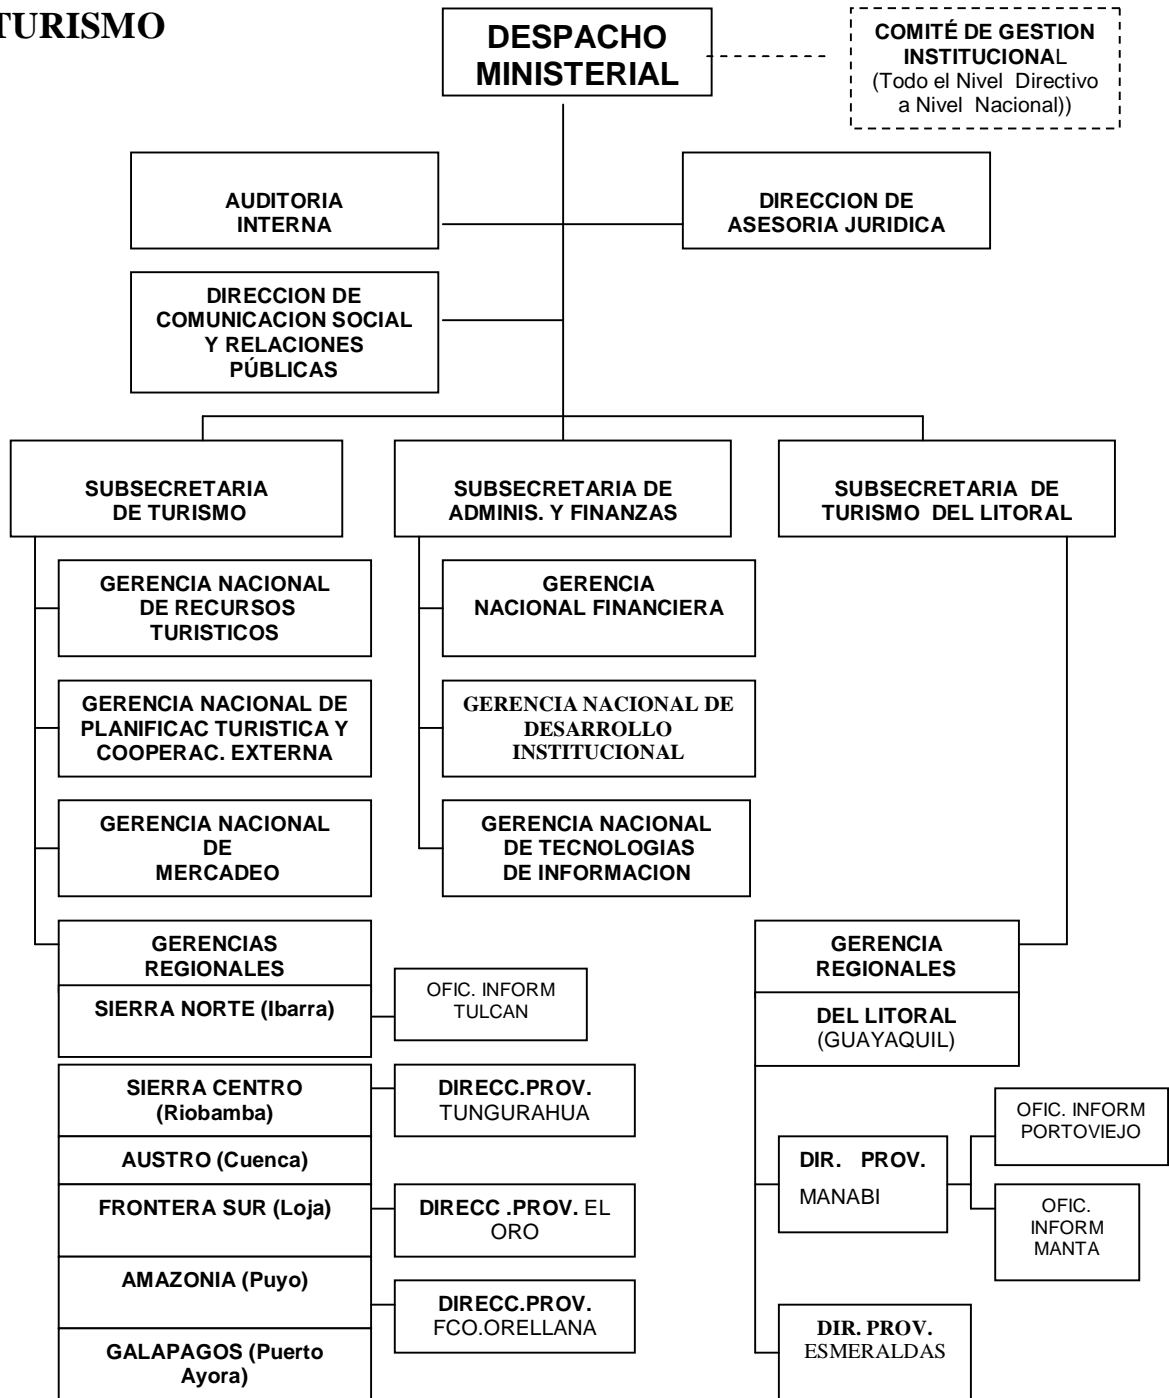 TURISMO
DESPACHO
MINISTERIAL
COMITÉ DE GESTION
INSTITUCIONAL
(Todo el Nivel Directivo
a Nivel Nacional))
AUDITORIA
INTERNA
DIRECCION DE
ASESORIA JURIDICA
DIRECCION DE
COMUNICACION SOCIAL
Y RELACIONES
PÚBLICAS
SUBSECRETARIA
DE TURISMO
SUBSECRETARIA DE
ADMINIS. Y FINANZAS
SUBSECRETARIA DE
TURISMO DEL LITORAL
GERENCIA NACIONAL
DE RECURSOS
TURISTICOS
GERENCIA
NACIONAL FINANCIERA
GERENCIA NACIONAL DE
PLANIFICAC TURISTICA Y
COOPERAC. EXTERNA
GERENCIA NACIONAL DE
DESARROLLO
INSTITUCIONAL
GERENCIA NACIONAL
DE
MERCADEO
GERENCIA NACIONAL
DE TECNOLOGIAS
DE INFORMACION
GERENCIAS
REGIONALES
SIERRA NORTE (Ibarra)
OFIC. INFORM
TULCAN
SIERRA CENTRO
(Riobamba)
DIRECC.PROV.
TUNGURAHUA
AUSTRO (Cuenca)
FRONTERA SUR (Loja)
DIRECC .PROV. EL
ORO
AMAZONIA (Puyo)
DIRECC.PROV.
FCO.ORELLANA
GALAPAGOS (Puerto
Ayora)
GERENCIA
REGIONALES
DEL LITORAL
(GUAYAQUIL)
DIR. PROV.
MANABI
OFIC. INFORM
PORTOVIEJO
OFIC.
INFORM
MANTA
DIR. PROV.
ESMERALDAS